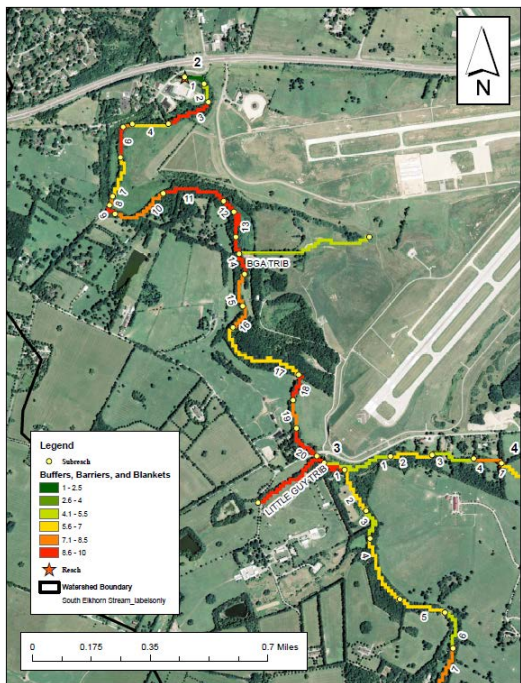 2
N
1
2
3
4
6
7
8
9
10
11
12
13
14
BGA TRIB
15
16
17
18
19
20
3
4
LITTLE GUY TRIB
1
1
2
3
4
1
2
3
4
5
6
7
Legend
Subreach
Buffers, Barriers, and Blankets
1 - 2.5
2.6 - 4
4.1 - 5.5
5.6 - 7
7.1 - 8.5
8.6 - 10
Reach
Watershed Boundary
South Elkhorn Stream_labelsonly
0 0.175 0.35 0.7 Miles